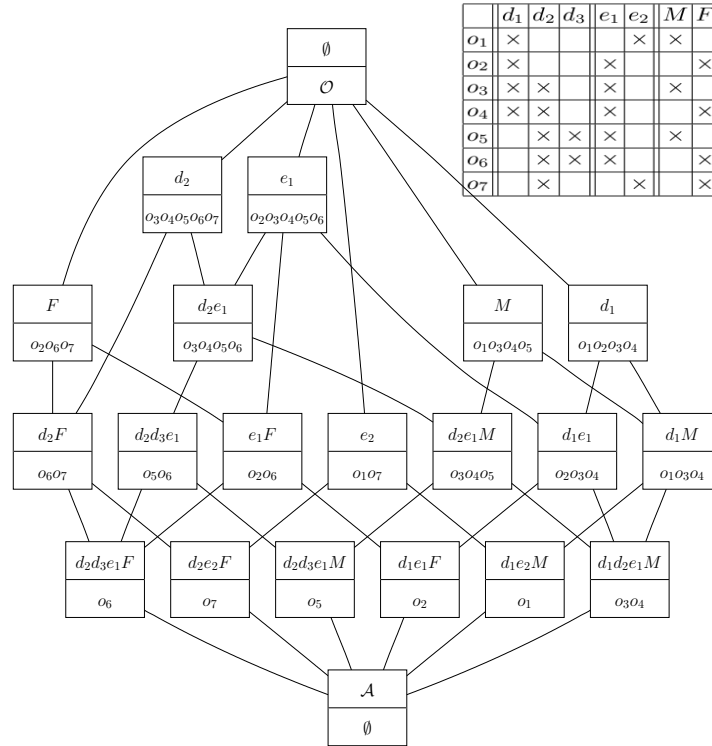 d₁ d₂ d₃ e₁ e₂ M F
o₁ × × ×
o₂ × × ×
o₃ × × × ×
o₄ × × × ×
o₅ × × × ×
o₆ × × × ×
o₇ × × ×
∅
𝒪
d₂
o₃o₄o₅o₆o₇
e₁
o₂o₃o₄o₅o₆
F
o₂o₆o₇
d₂e₁
o₃o₄o₅o₆
M
o₁o₃o₄o₅
d₁
o₁o₂o₃o₄
d₂F
o₆o₇
d₂d₃e₁
o₅o₆
e₁F
o₂o₆
e₂
o₁o₇
d₂e₁M
o₃o₄o₅
d₁e₁
o₂o₃o₄
d₁M
o₁o₃o₄
d₂d₃e₁F
o₆
d₂e₂F
o₇
d₂d₃e₁M
o₅
d₁e₁F
o₂
d₁e₂M
o₁
d₁d₂e₁M
o₃o₄
𝒜
∅